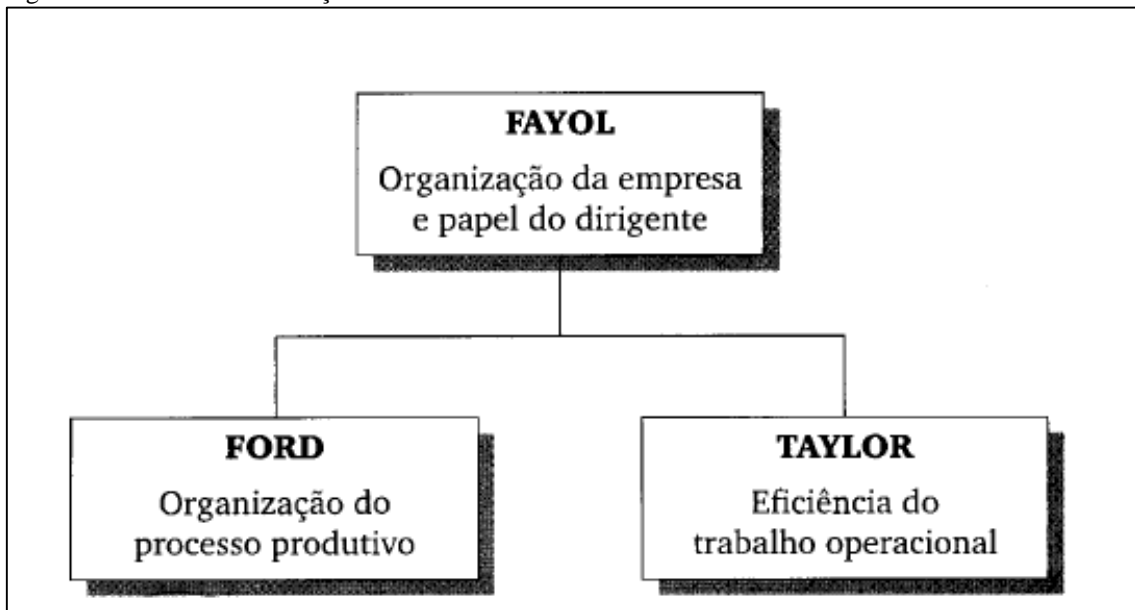 FAYOL
Organização da empresa
e papel do dirigente
FORD
Organização do
processo produtivo
TAYLOR
Eficiência do
trabalho operacional